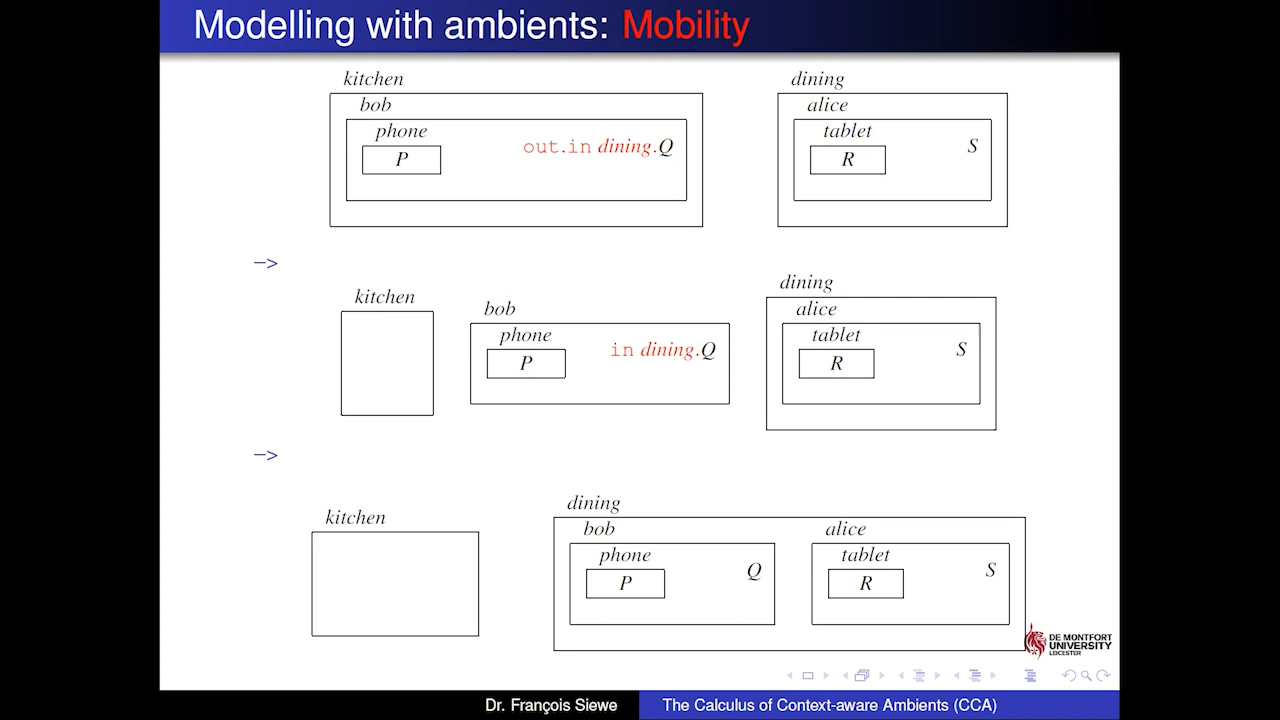 Modelling with ambients: Mobility
kitchen
dining
bob
alice
phone
tablet
P
out.in dining.Q
R
S
–>
kitchen
bob
dining
phone
alice
P
in dining.Q
tablet
R
S
–>
kitchen
dining
bob
alice
phone
tablet
P
Q
R
S
DE MONTFORT
UNIVERSITY
LEICESTER
Dr. François Siewe
The Calculus of Context-aware Ambients (CCA)